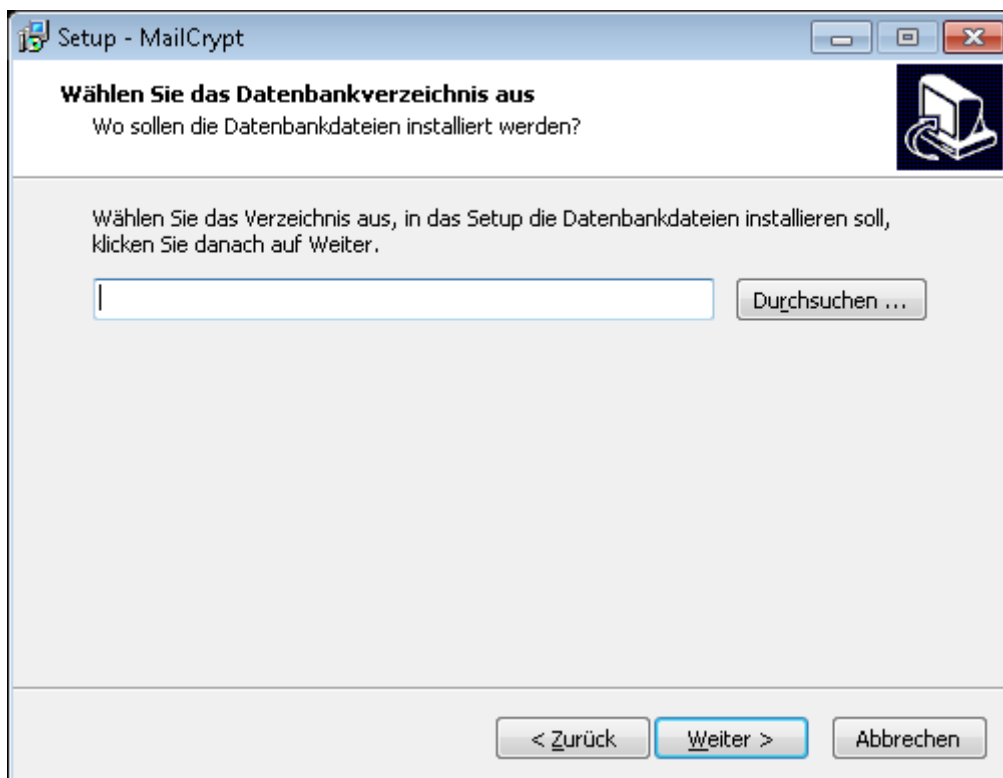 Setup - MailCrypt
Wählen Sie das Datenbankverzeichnis aus
Wo sollen die Datenbankdateien installiert werden?
Wählen Sie das Verzeichnis aus, in das Setup die Datenbankdateien installieren soll,
klicken Sie danach auf Weiter.
Durchsuchen ...
< Zurück
Weiter >
Abbrechen